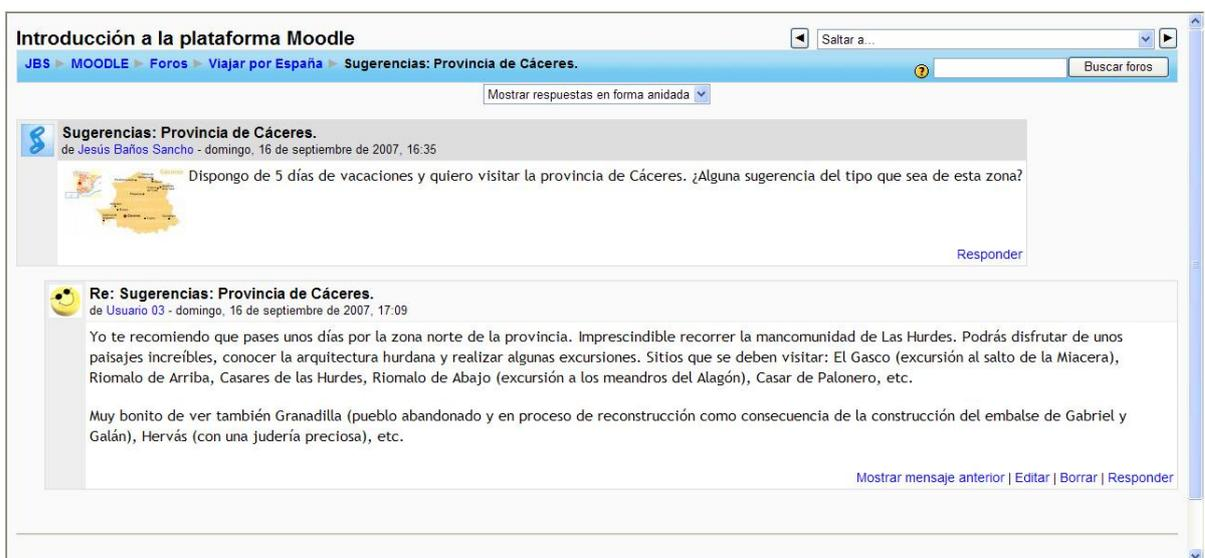 Introducción a la plataforma Moodle
Saltar a...
JBS ► MOODLE ► Foros ► Viajar por España ► Sugerencias: Provincia de Cáceres.
Buscar foros
Mostrar respuestas en forma anidada
Sugerencias: Provincia de Cáceres.
de Jesús Baños Sancho - domingo, 16 de septiembre de 2007, 16:35
Dispongo de 5 días de vacaciones y quiero visitar la provincia de Cáceres. ¿Alguna sugerencia del tipo que sea de esta zona?
Responder
Re: Sugerencias: Provincia de Cáceres.
de Usuario 03 - domingo, 16 de septiembre de 2007, 17:09
Yo te recomiendo que pases unos días por la zona norte de la provincia. Imprescindible recorrer la mancomunidad de Las Hurdes. Podrás disfrutar de unos
paisajes increíbles, conocer la arquitectura hurdana y realizar algunas excursiones. Sitios que se deben visitar: El Gasco (excursión al salto de la Miacera),
Riomalo de Arriba, Casares de las Hurdes, Riomalo de Abajo (excursión a los meandros del Alagón), Casar de Palonero, etc.
Muy bonito de ver también Granadilla (pueblo abandonado y en proceso de reconstrucción como consecuencia de la construcción del embalse de Gabriel y
Galán), Hervás (con una judería preciosa), etc.
Mostrar mensaje anterior | Editar | Borrar | Responder